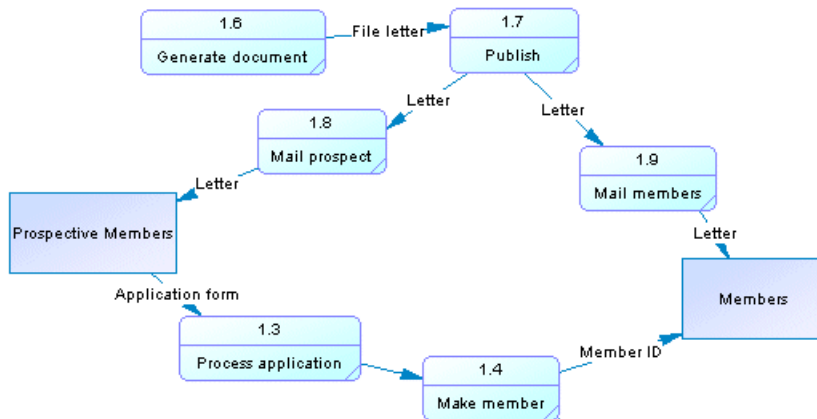 1.6
Generate document
File letter
1.7
Publish
Letter
Letter
1.8
Mail prospect
1.9
Mail members
Letter
Prospective Members
Letter
Members
Application form
1.3
Process application
1.4
Make member
Member ID